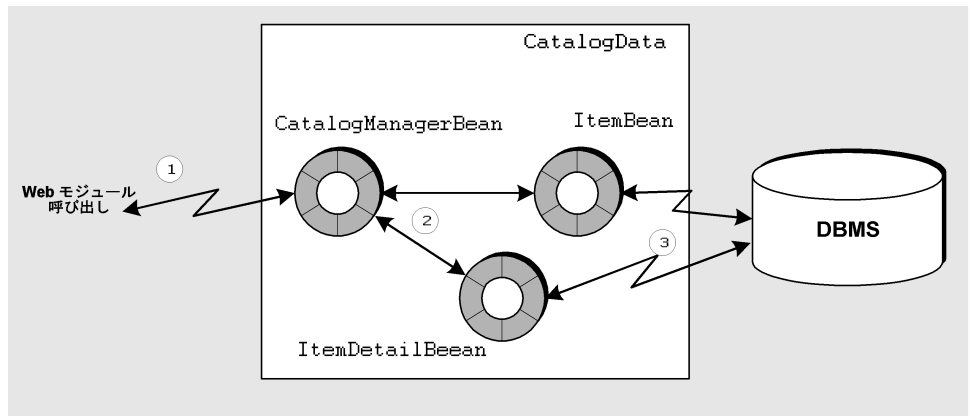 CatalogData
CatalogManagerBean
ItemBean
1
Web モジュール
呼び出し
2
3
DBMS
ItemDetailBeean